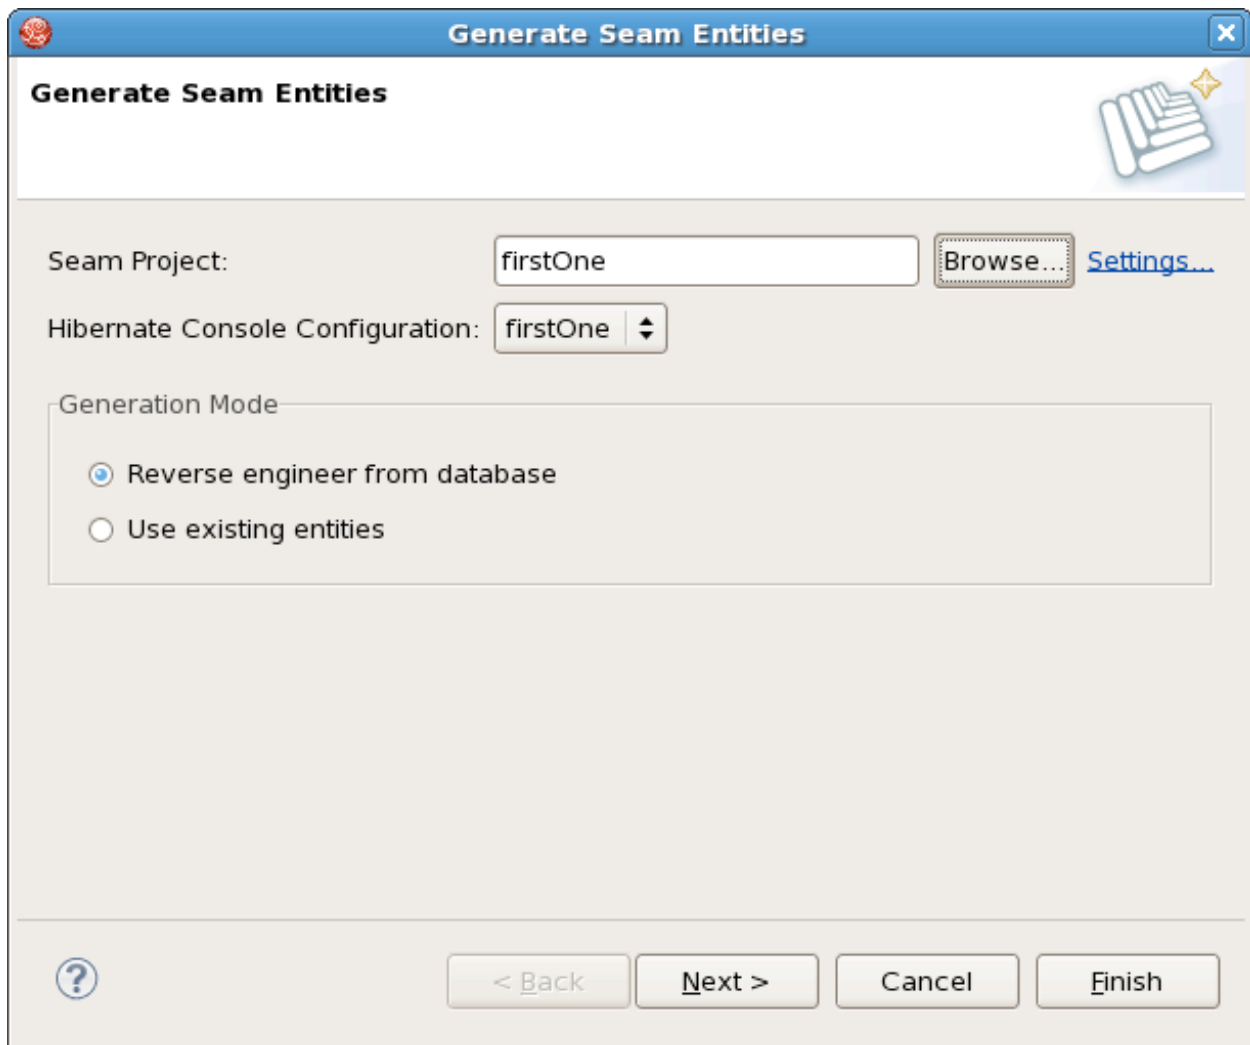 Generate Seam Entities
Generate Seam Entities
Seam Project: firstOne Browse... Settings...
Hibernate Console Configuration: firstOne
Generation Mode
Reverse engineer from database
Use existing entities
? < Back Next > Cancel Finish